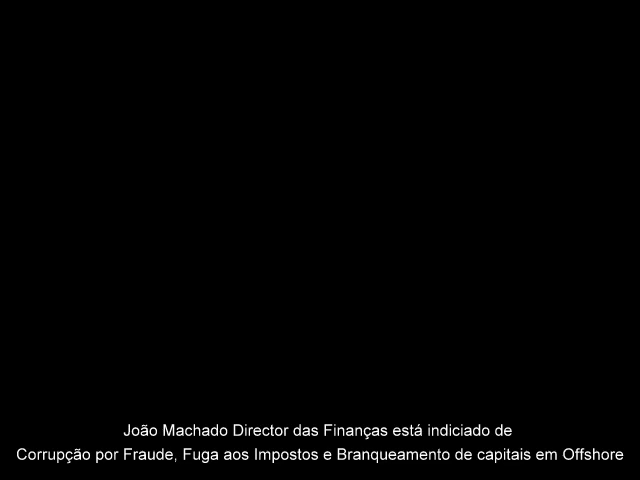 João Machado Director das Finanças está indiciado de
Corrupção por Fraude, Fuga aos Impostos e Branqueamento de capitais em Offshore